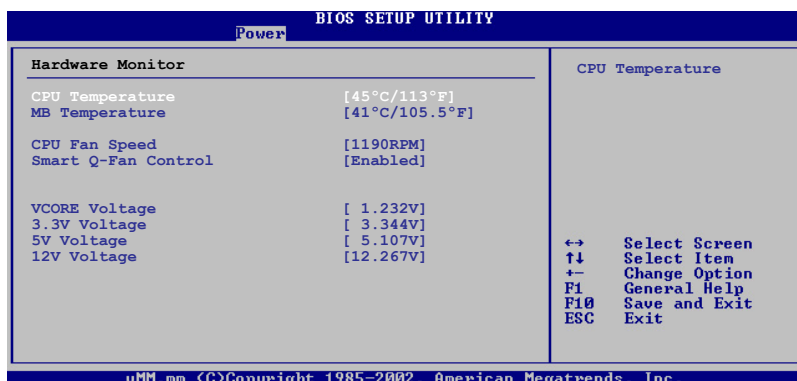 BIOS SETUP UTILITY
Power
Hardware Monitor
CPU Temperature [45°C/113°F]
MB Temperature [41°C/105.5°F]
CPU Fan Speed [1190RPM]
Smart Q-Fan Control [Enabled]
VCORE Voltage [ 1.232V]
3.3V Voltage [ 3.344V]
5V Voltage [ 5.107V]
12V Voltage [12.267V]
CPU Temperature
↔ Select Screen
↑↓ Select Item
+- Change Option
F1 General Help
F10 Save and Exit
ESC Exit
(C)Copyright 1985-2002, American Megatrends, Inc